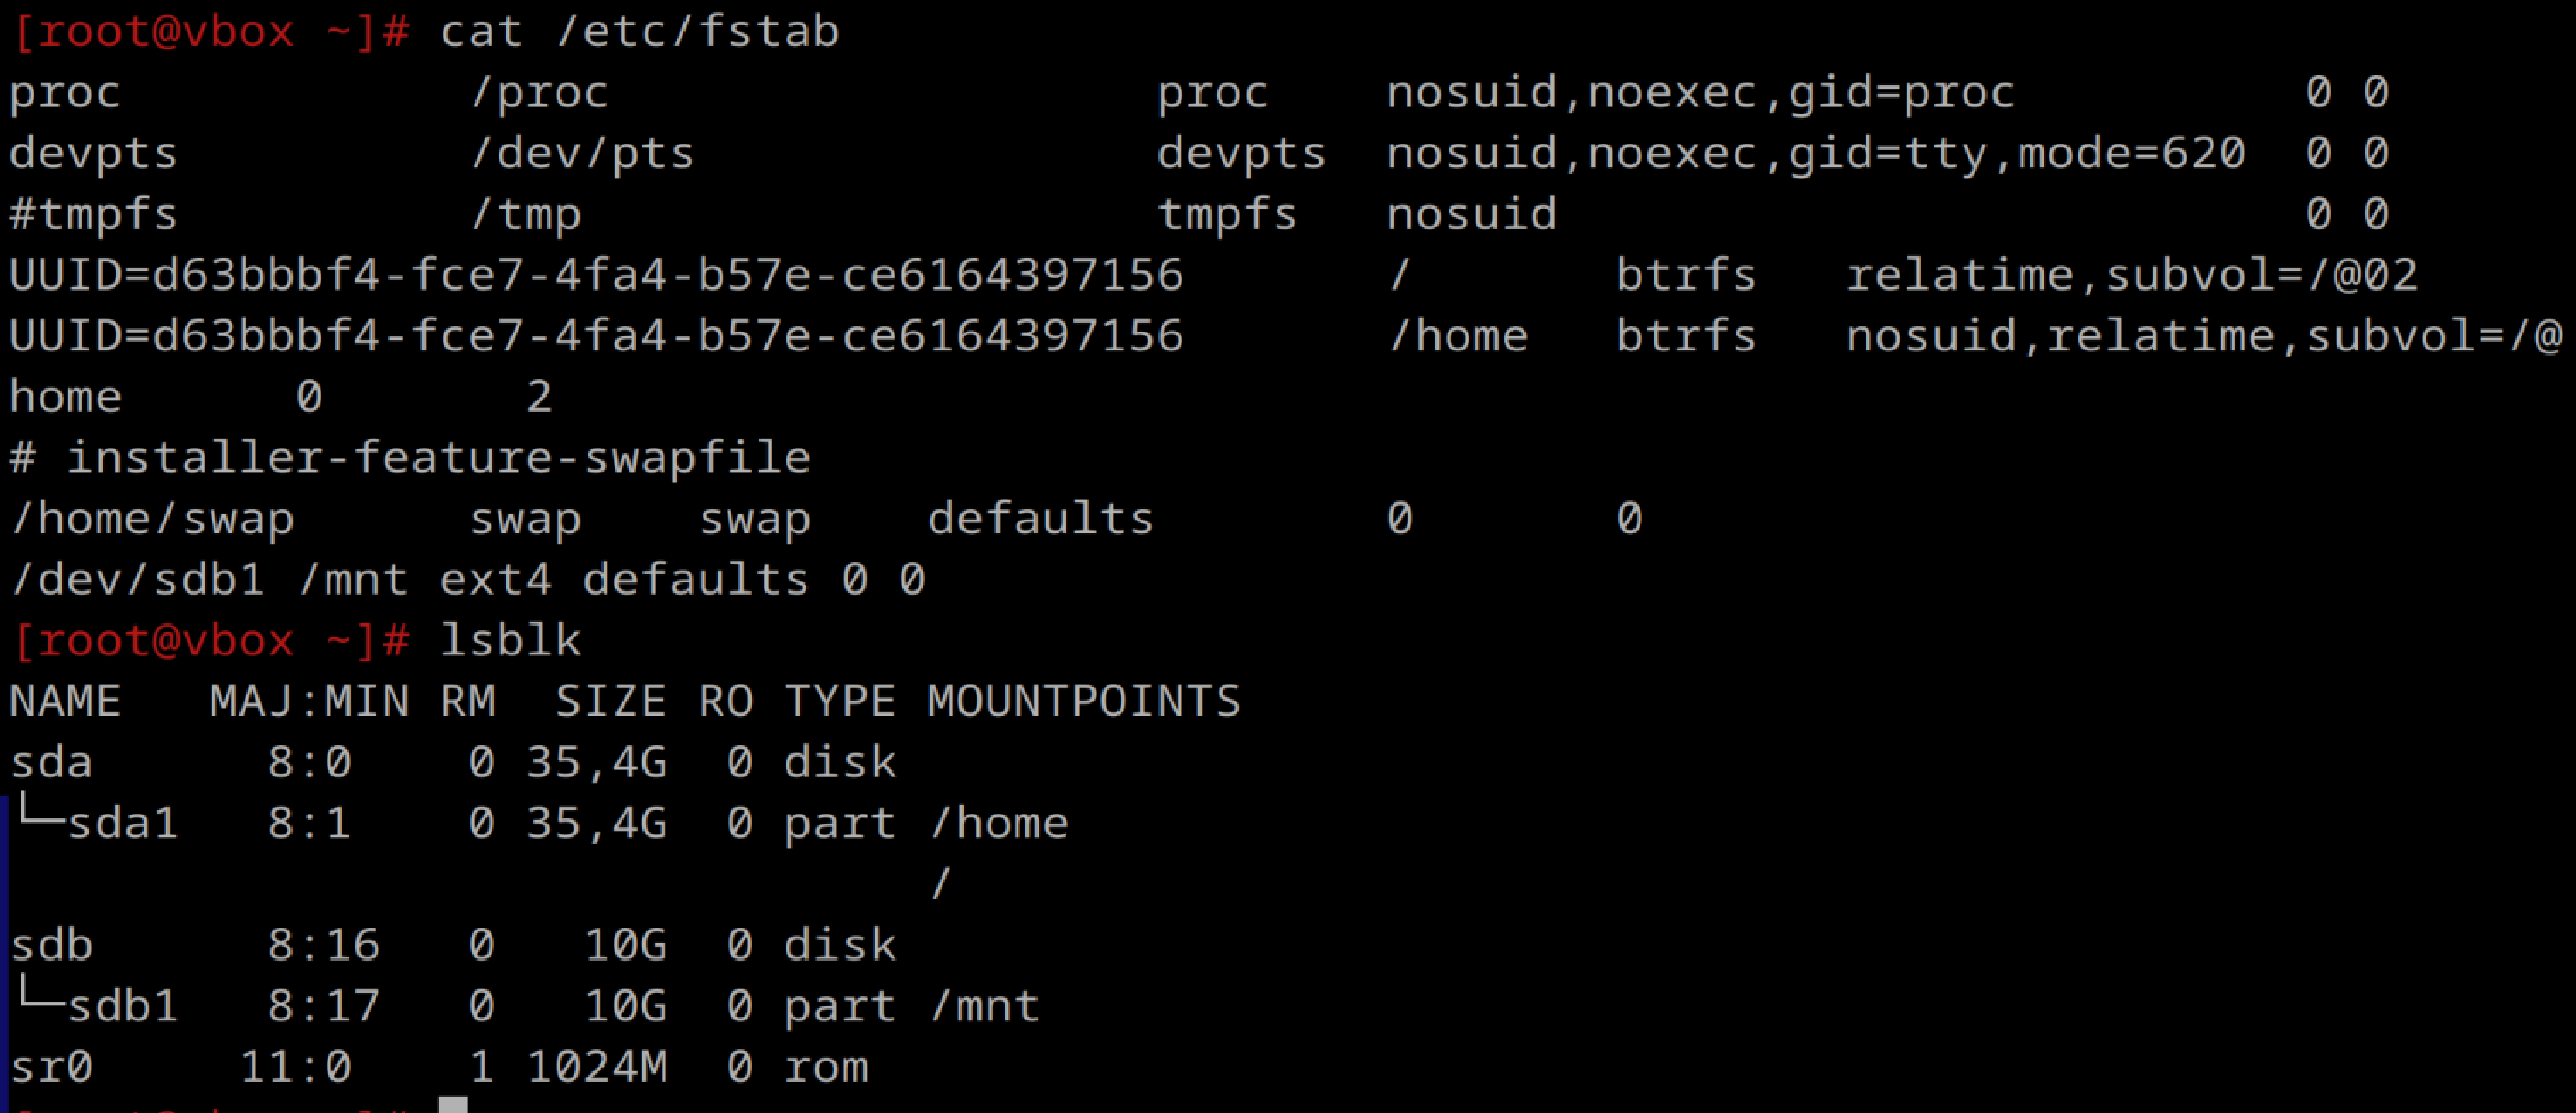 [root@vbox ~]# cat /etc/fstab
proc            /proc                   proc    nosuid,noexec,gid=proc          0 0
devpts          /dev/pts                devpts  nosuid,noexec,gid=tty,mode=620  0 0
#tmpfs          /tmp                    tmpfs   nosuid                          0 0
UUID=d63bbbf4-fce7-4fa4-b57e-ce6164397156       /       btrfs   relatime,subvol=/@02
UUID=d63bbbf4-fce7-4fa4-b57e-ce6164397156       /home   btrfs   nosuid,relatime,subvol=/@
home      0       2
# installer-feature-swapfile
/home/swap      swap    swap    defaults        0       0
/dev/sdb1 /mnt ext4 defaults 0 0
[root@vbox ~]# lsblk
NAME   MAJ:MIN RM  SIZE RO TYPE MOUNTPOINTS
sda      8:0    0 35,4G  0 disk
└─sda1   8:1    0 35,4G  0 part /home
                                /
sdb      8:16   0   10G  0 disk
└─sdb1   8:17   0   10G  0 part /mnt
sr0     11:0    1 1024M  0 rom